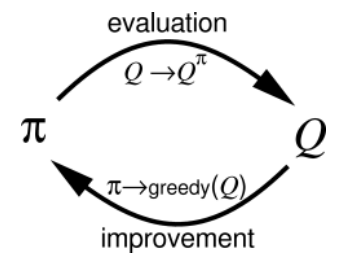 evaluation
Q → Q^π
π
Q
π→greedy(Q)
improvement